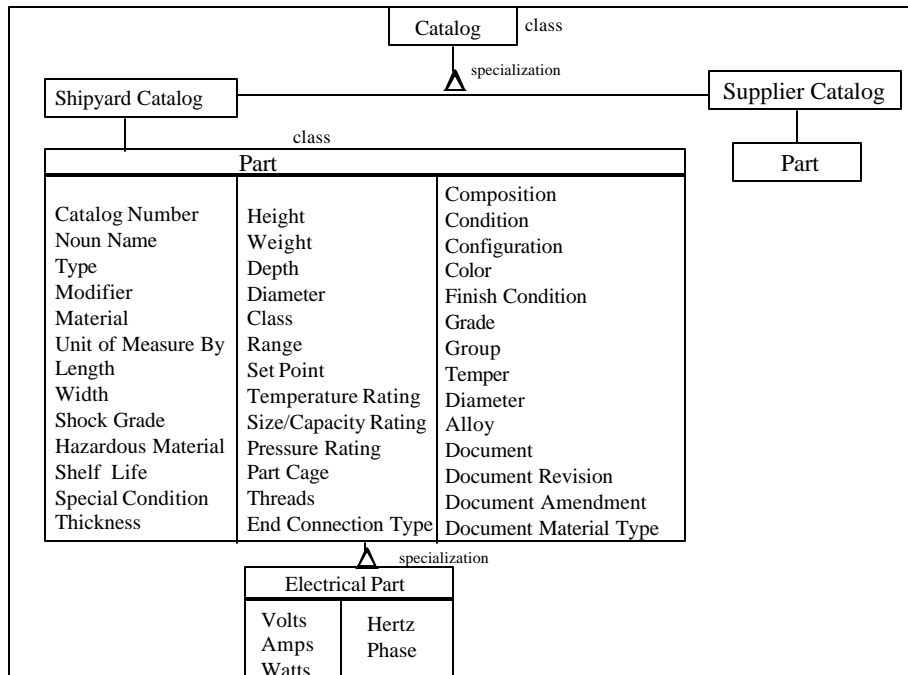 Catalog
class
specialization
Shipyard Catalog
Supplier Catalog
class
Part
Part
Catalog Number
Noun Name
Type
Modifier
Material
Unit of Measure By
Length
Width
Shock Grade
Hazardous Material
Shelf Life
Special Condition
Thickness
Height
Weight
Depth
Diameter
Class
Range
Set Point
Temperature Rating
Size/Capacity Rating
Pressure Rating
Part Cage
Threads
End Connection Type
Composition
Condition
Configuration
Color
Finish Condition
Grade
Group
Temper
Diameter
Alloy
Document
Document Revision
Document Amendment
Document Material Type
specialization
Electrical Part
Volts
Amps
Watts
Hertz
Phase